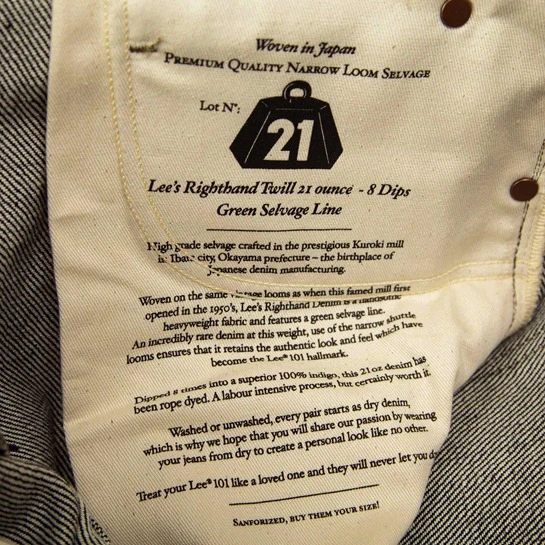 Woven in Japan
Premium Quality Narrow Loom Selvage
Lot Nº:
21
Lee's Righthand Twill 21 ounce - 8 Dips
Green Selvage Line
High grade selvage crafted in the prestigious Kuroki mill
in Ibara city, Okayama prefecture – the birthplace of
Japanese denim manufacturing.
Woven on the same vintage looms as when this famed mill first
opened in the 1950's, Lee's Righthand Denim is a handsome
heavyweight fabric and features a green selvage line.
An incredibly rare denim at this weight, use of the narrow shuttle
looms ensures that it retains the authentic look and feel which have
become the Lee® 101 hallmark.
Dipped 8 times into a superior 100% indigo, this 21 oz denim has
been rope dyed. A labour intensive process, but certainly worth it.
Washed or unwashed, every pair starts as dry denim,
which is why we hope that you will share our passion by wearing
your jeans from dry to create a personal look like no other.
Treat your Lee® 101 like a loved one and they will never let you
Sanforized, buy them your size!